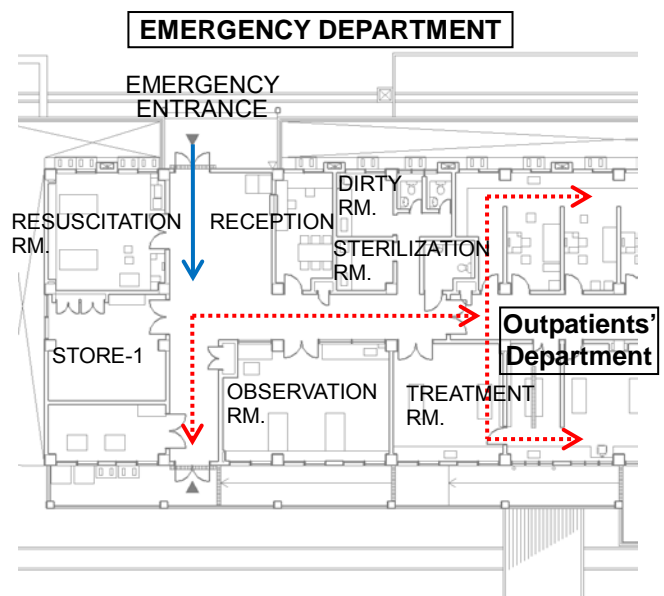 EMERGENCY DEPARTMENT
EMERGENCY
ENTRANCE
RESUSCITATION
RM.
RECEPTION
DIRTY
RM.
STERILIZATION
RM.
STORE-1
OBSERVATION
RM.
TREATMENT
RM.
Outpatients'
Department